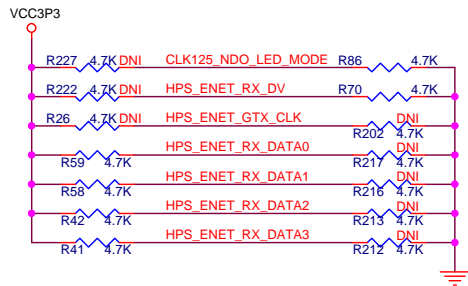 VCC3P3
R227 4.7K DNI CLK125_NDO_LED_MODE R86 4.7K
R222 4.7K DNI HPS_ENET_RX_DV R70 4.7K
R26 4.7K DNI HPS_ENET_GTX_CLK R202 DNI 4.7K
R59 4.7K HPS_ENET_RX_DATA0 R217 DNI 4.7K
R58 4.7K HPS_ENET_RX_DATA1 R216 DNI 4.7K
R42 4.7K HPS_ENET_RX_DATA2 R213 DNI 4.7K
R41 4.7K HPS_ENET_RX_DATA3 R212 DNI 4.7K